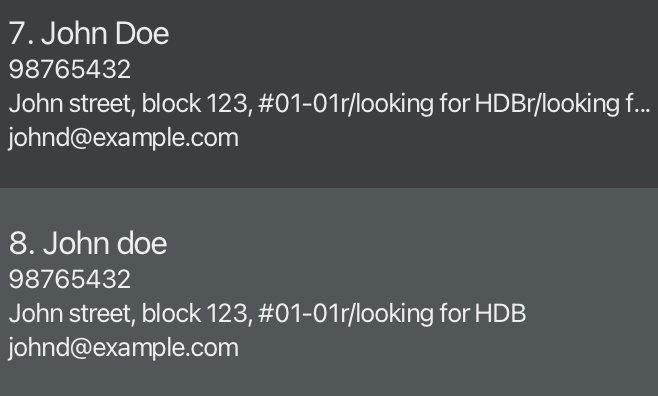 7. John Doe
98765432
John street, block 123, #01-01r/looking for HDBr/looking f...
johnd@example.com
8. John doe
98765432
John street, block 123, #01-01r/looking for HDB
johnd@example.com